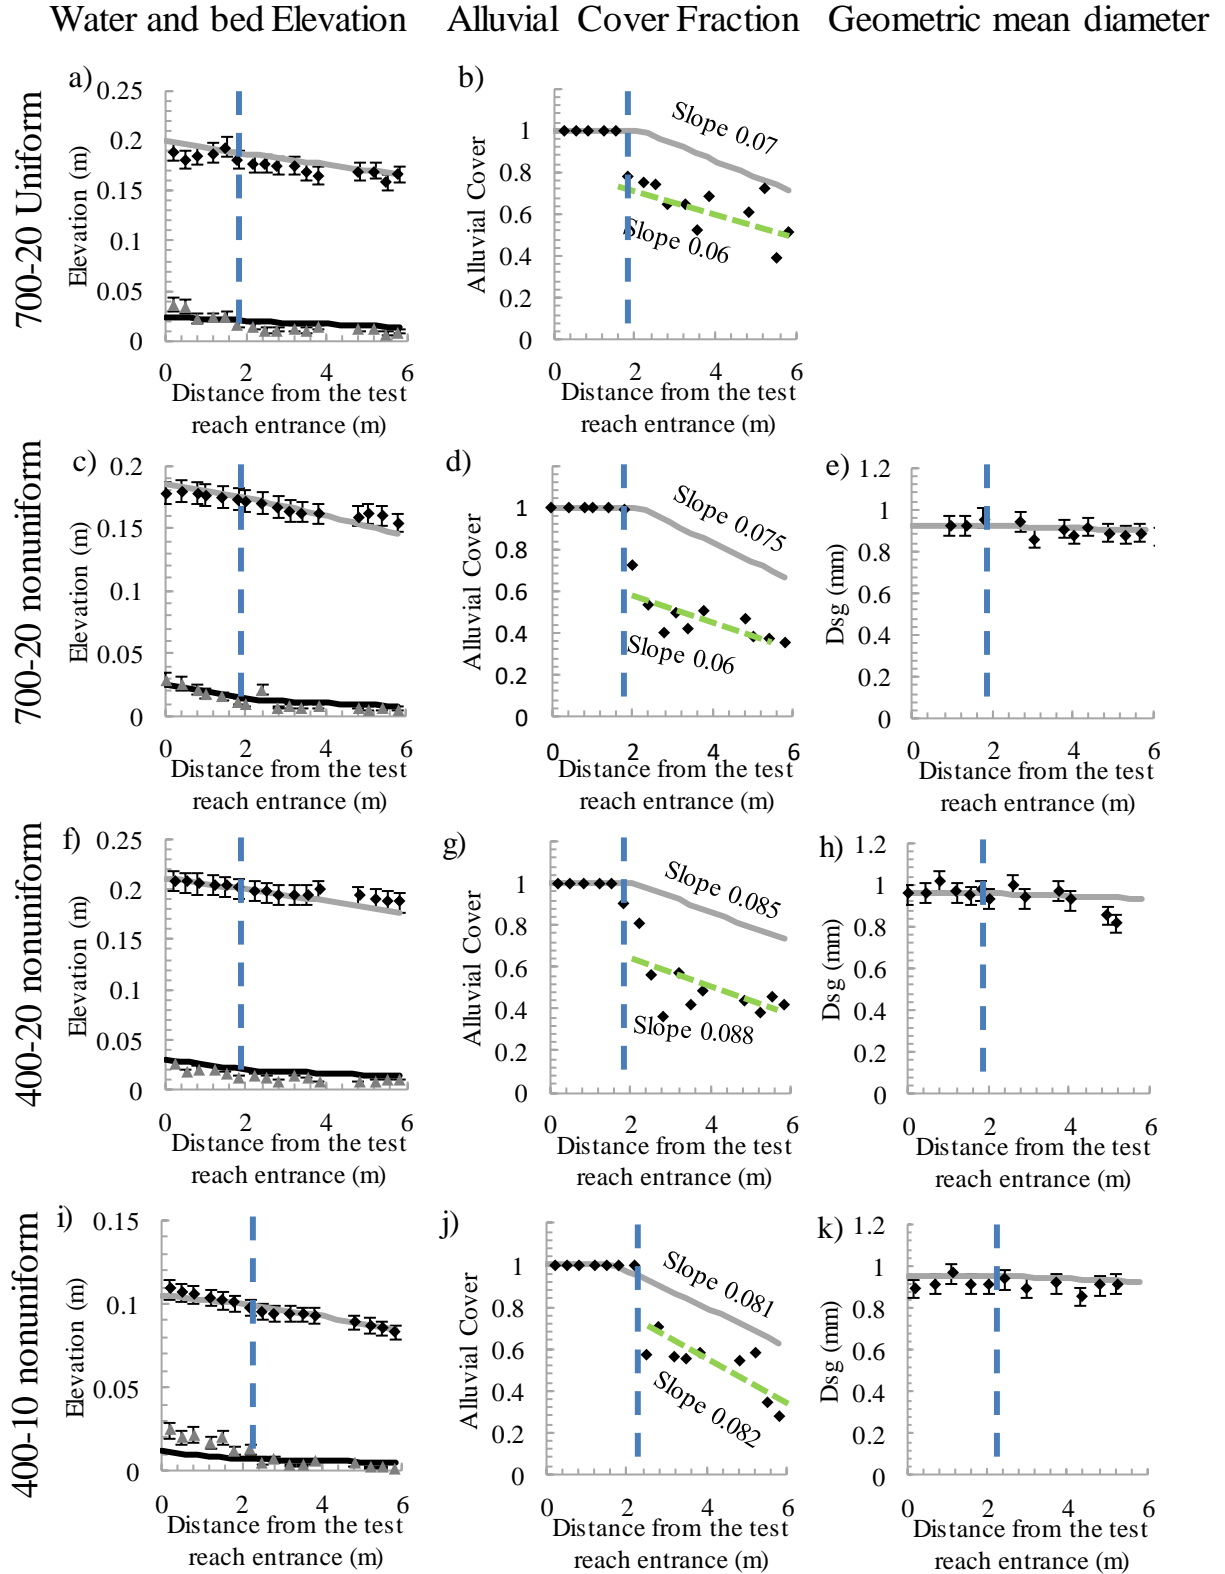 Water and bed Elevation
Alluvial Cover Fraction
Geometric mean diameter
700-20 Uniform
a)
0.25
0.2
0.15
0.1
0.05
0
Elevation (m)
0 2 4 6
Distance from the test
reach entrance (m)
b)
1
0.8
0.6
0.4
0.2
0
Alluvial Cover
Slope 0.07
Slope 0.06
0 2 4 6
Distance from the test
reach entrance (m)
700-20 nonuniform
c)
0.2
0.15
0.1
0.05
0
Elevation (m)
0 2 4 6
Distance from the test
reach entrance (m)
d)
1
0.8
0.6
0.4
0.2
0
Alluvial Cover
Slope 0.075
Slope 0.06
0 2 4 6
Distance from the test
reach entrance (m)
e)
1.2
1
0.8
0.6
0.4
0.2
0
Dsg (mm)
0 2 4 6
Distance from the test
reach entrance (m)
400-20 nonuniform
f)
0.25
0.2
0.15
0.1
0.05
0
Elevation (m)
0 2 4 6
Distance from the test
reach entrance (m)
g)
1
0.8
0.6
0.4
0.2
0
Alluvial Cover
Slope 0.085
Slope 0.088
0 2 4 6
Distance from the test
reach entrance (m)
h)
1.2
1
0.8
0.6
0.4
0.2
0
Dsg (mm)
0 2 4 6
Distance from the test
reach entrance (m)
400-10 nonuniform
i)
0.15
0.1
0.05
0
Elevation (m)
0 2 4 6
Distance from the test
reach entrance (m)
j)
1
0.8
0.6
0.4
0.2
0
Alluvial Cover
Slope 0.081
Slope 0.082
0 2 4 6
Distance from the test
reach entrance (m)
k)
1.2
1
0.8
0.6
0.4
0.2
0
Dsg (mm)
0 2 4 6
Distance from the test
reach entrance (m)